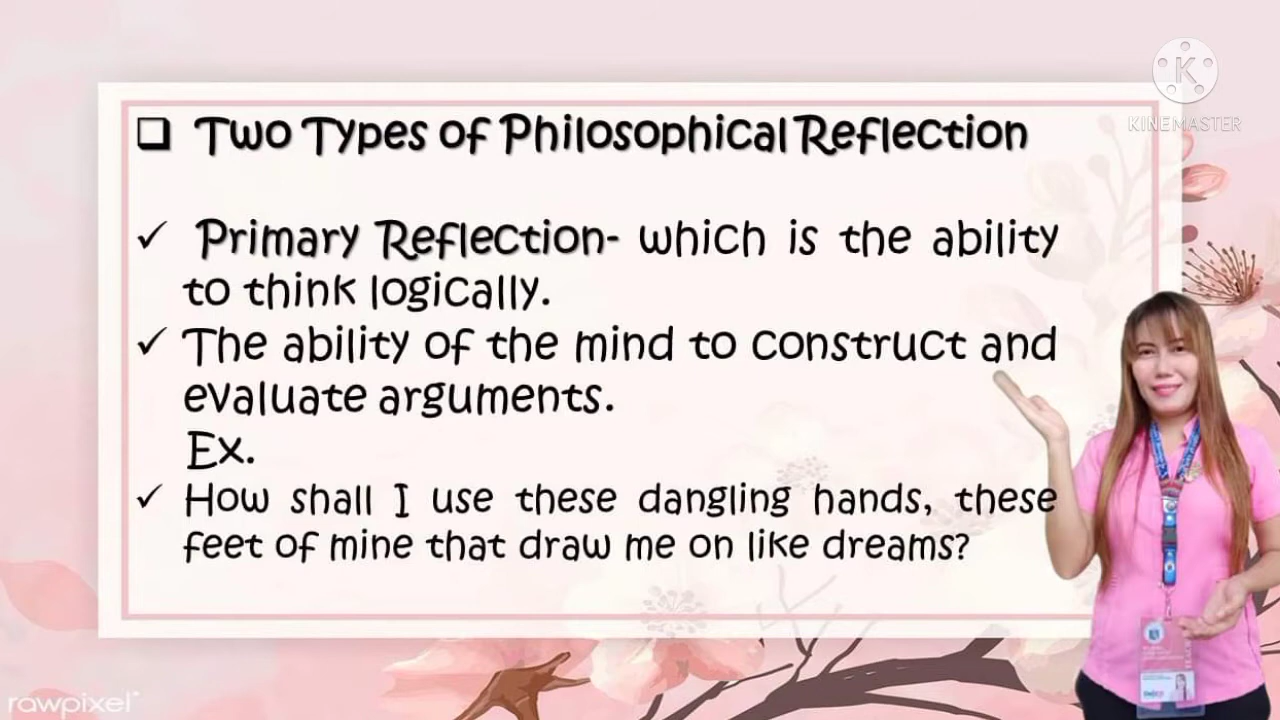 KINEMASTER
❑ Two Types of Philosophical Reflection
✓ Primary Reflection- which is the ability
to think logically.
✓ The ability of the mind to construct and
evaluate arguments.
Ex.
✓ How shall I use these dangling hands, these
feet of mine that draw me on like dreams?
rawpixel